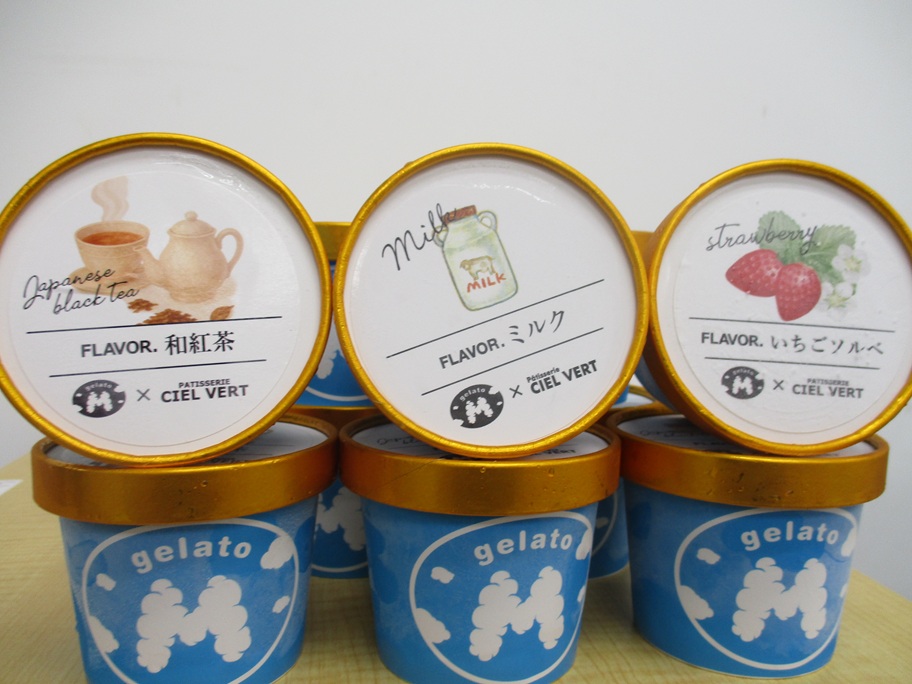 Japanese
black Tea
FLAVOR. 和紅茶
gelato
M × PATISSERIE
CIEL VERT
Milk
MILK
FLAVOR. ミルク
gelato
M × Pâtisserie
CIEL VERT
strawberry
FLAVOR. いちごソルベ
gelato
M × PATISSERIE
CIEL VERT
gelato
M
gelato
M
gelato
M